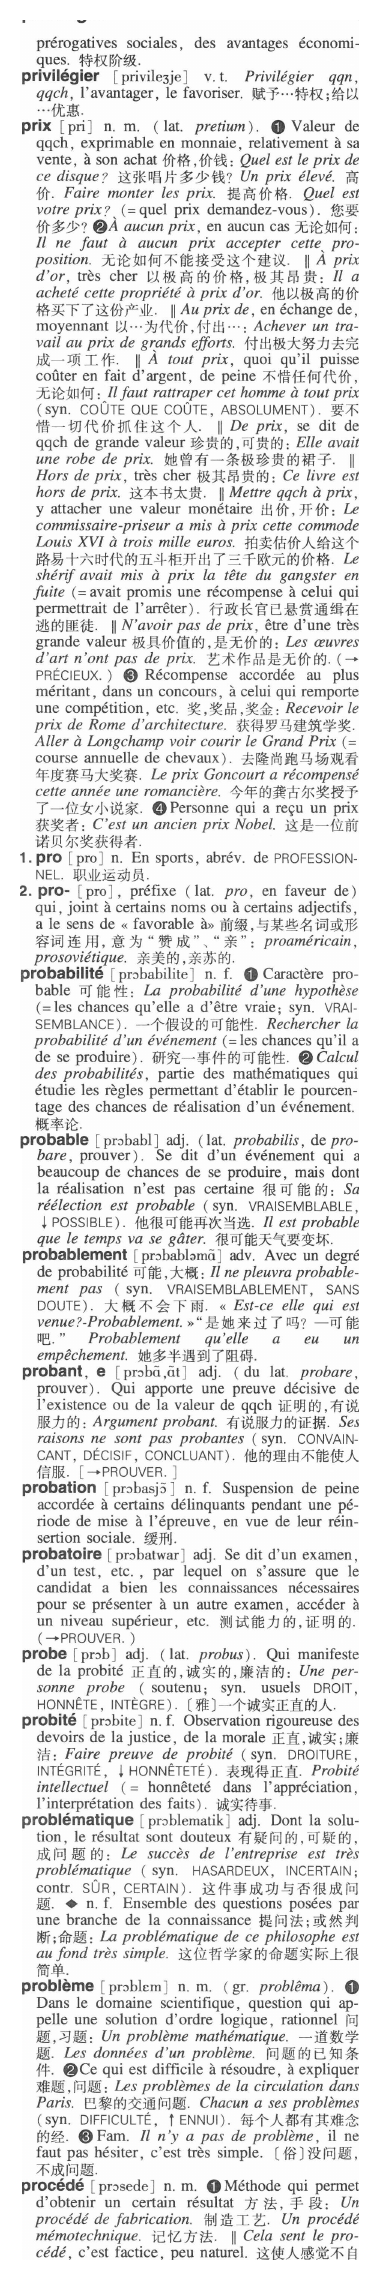 prérogatives sociales, des avantages économi-
ques. 特权阶级.
privilégier [privileʒje] v. t. Privilégier qqn,
qqch, l'avantager, le favoriser. 赋予…特权;给以
…优惠.
prix [pri] n. m. (lat. pretium). ❶ Valeur de
qqch, exprimable en monnaie, relativement à sa
vente, à son achat 价格,价钱: Quel est le prix de
ce disque? 这张唱片多少钱? Un prix élevé. 高
价. Faire monter les prix. 提高价格. Quel est
votre prix? (= quel prix demandez-vous). 您要
价多少? ❷À aucun prix, en aucun cas 无论如何:
Il ne faut à aucun prix accepter cette pro-
position. 无论如何不能接受这个建议. ‖ À prix
d'or, très cher 以极高的价格,极其昂贵: Il a
acheté cette propriété à prix d'or. 他以极高的价
格买下了这份产业. ‖ Au prix de, en échange de,
moyennant 以…为代价,付出…: Achever un tra-
vail au prix de grands efforts. 付出极大努力去完
成一项工作. ‖ À tout prix, quoi qu'il puisse
coûter en fait d'argent, de peine 不惜任何代价,
无论如何: Il faut rattraper cet homme à tout prix
(syn. COÛTE QUE COÛTE, ABSOLUMENT). 要不
惜一切代价抓住这个人. ‖ De prix, se dit de
qqch de grande valeur 珍贵的,可贵的: Elle avait
une robe de prix. 她曾有一条极珍贵的裙子. ‖
Hors de prix, très cher 极其昂贵的: Ce livre est
hors de prix. 这本书太贵. ‖ Mettre qqch à prix,
y attacher une valeur monétaire 出价,开价: Le
commissaire-priseur a mis à prix cette commode
Louis XVI à trois mille euros. 拍卖估价人给这个
路易十六时代的五斗柜开出了三千欧元的价格. Le
shérif avait mis à prix la tête du gangster en
fuite (= avait promis une récompense à celui qui
permettrait de l'arrêter). 行政长官已悬赏通缉在
逃的匪徒. ‖ N'avoir pas de prix, être d'une très
grande valeur 极具价值的,是无价的: Les œuvres
d'art n'ont pas de prix. 艺术作品是无价的. (→
PRÉCIEUX. ) ❸ Récompense accordée au plus
méritant, dans un concours, à celui qui remporte
une compétition, etc. 奖,奖品,奖金: Recevoir le
prix de Rome d'architecture. 获得罗马建筑学奖.
Aller à Longchamp voir courir le Grand Prix (=
course annuelle de chevaux). 去隆尚跑马场观看
年度赛马大奖赛. Le prix Goncourt a récompensé
cette année une romancière. 今年的龚古尔奖授予
了一位女小说家. ❹Personne qui a reçu un prix
获奖者: C'est un ancien prix Nobel. 这是一位前
诺贝尔奖获得者.
1. pro [pro] n. En sports, abrév. de PROFESSION-
NEL. 职业运动员.
2. pro- [pro], préfixe (lat. pro, en faveur de)
qui, joint à certains noms ou à certains adjectifs,
a le sens de « favorable à» 前缀,与某些名词或形
容词连用,意为“赞成”、“亲”: proaméricain,
prosoviétique. 亲美的,亲苏的.
probabilité [prɔbabilite] n. f. ❶ Caractère pro-
bable 可能性: La probabilité d'une hypothèse
(= les chances qu'elle a d'être vraie; syn. VRAI-
SEMBLANCE). 一个假设的可能性. Rechercher la
probabilité d'un événement (= les chances qu'il a
de se produire). 研究一事件的可能性. ❷ Calcul
des probabilités, partie des mathématiques qui
étudie les règles permettant d'établir le pourcen-
tage des chances de réalisation d'un événement.
概率论.
probable [prɔbabl] adj. (lat. probabilis, de pro-
bare, prouver). Se dit d'un événement qui a
beaucoup de chances de se produire, mais dont
la réalisation n'est pas certaine 很可能的: Sa
réélection est probable (syn. VRAISEMBLABLE,
↓POSSIBLE). 他很可能再次当选. Il est probable
que le temps va se gâter. 很可能天气要变坏.
probablement [prɔbabləmɑ̃] adv. Avec un degré
de probabilité 可能,大概: Il ne pleuvra probable-
ment pas (syn. VRAISEMBLABLEMENT, SANS
DOUTE). 大概不会下雨. « Est-ce elle qui est
venue?-Probablement. »“是她来过了吗? —可能
吧.” Probablement qu'elle a eu un
empêchement. 她多半遇到了阻碍.
probant, e [prɔbɑ̃,ɑ̃t] adj. (du lat. probare,
prouver). Qui apporte une preuve décisive de
l'existence ou de la valeur de qqch 证明的,有说
服力的: Argument probant. 有说服力的证据. Ses
raisons ne sont pas probantes (syn. CONVAIN-
CANT, DÉCISIF, CONCLUANT). 他的理由不能使人
信服. [→PROUVER. ]
probation [prɔbasjɔ̃] n. f. Suspension de peine
accordée à certains délinquants pendant une pé-
riode de mise à l'épreuve, en vue de leur réin-
sertion sociale. 缓刑.
probatoire [prɔbatwar] adj. Se dit d'un examen,
d'un test, etc. , par lequel on s'assure que le
candidat a bien les connaissances nécessaires
pour se présenter à un autre examen, accéder à
un niveau supérieur, etc. 测试能力的,证明的.
(→PROUVER. )
probe [prɔb] adj. (lat. probus). Qui manifeste
de la probité 正直的,诚实的,廉洁的: Une per-
sonne probe ( soutenu; syn. usuels DROIT,
HONNÊTE, INTÈGRE). 〔雅〕一个诚实正直的人.
probité [prɔbite] n. f. Observation rigoureuse des
devoirs de la justice, de la morale 正直,诚实;廉
洁: Faire preuve de probité (syn. DROITURE,
INTÉGRITÉ, ↓HONNÊTETÉ). 表现得正直. Probité
intellectuel ( = honnêteté dans l'appréciation,
l'interprétation des faits). 诚实待事.
problématique [prɔblematik] adj. Dont la solu-
tion, le résultat sont douteux 有疑问的,可疑的,
成问题的: Le succès de l'entreprise est très
problématique ( syn. HASARDEUX, INCERTAIN;
contr. SÛR, CERTAIN). 这件事成功与否很成问
题. ◆ n. f. Ensemble des questions posées par
une branche de la connaissance 提问法;或然判
断;命题: La problématique de ce philosophe est
au fond très simple. 这位哲学家的命题实际上很
简单.
problème [prɔblɛm] n. m. (gr. problêma). ❶
Dans le domaine scientifique, question qui ap-
pelle une solution d'ordre logique, rationnel 问
题,习题: Un problème mathématique. 一道数学
题. Les données d'un problème. 问题的已知条
件. ❷Ce qui est difficile à résoudre, à expliquer
难题,问题: Les problèmes de la circulation dans
Paris. 巴黎的交通问题. Chacun a ses problèmes
(syn. DIFFICULTÉ, ↑ENNUI). 每个人都有其难念
的经. ❸ Fam. Il n'y a pas de problème, il ne
faut pas hésiter, c'est très simple. 〔俗〕没问题,
不成问题.
procédé [prɔsede] n. m. ❶Méthode qui permet
d'obtenir un certain résultat 方法,手段: Un
procédé de fabrication. 制造工艺. Un procédé
mémotechnique. 记忆方法. ‖ Cela sent le pro-
cédé, c'est factice, peu naturel. 这使人感觉不自